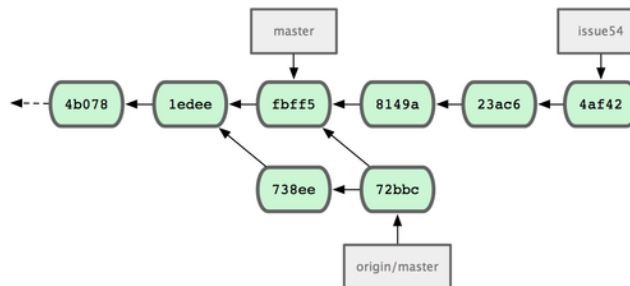 master
issue54
4b078
1edee
fbff5
8149a
23ac6
4af42
738ee
72bbc
origin/master